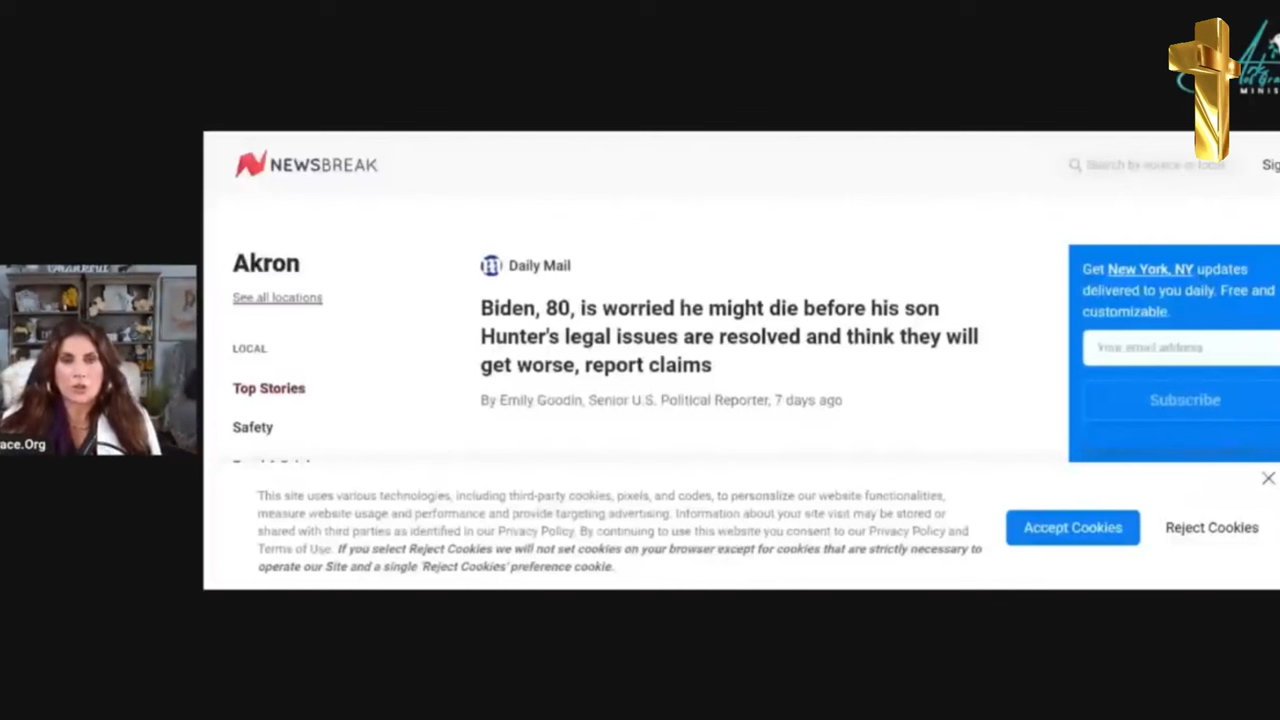 NEWSBREAK
Akron
See all locations
LOCAL
Top Stories
Safety
Daily Mail
Biden, 80, is worried he might die before his son
Hunter's legal issues are resolved and think they will
get worse, report claims
By Emily Goodin, Senior U.S. Political Reporter, 7 days ago
Get New York, NY updates
delivered to you daily. Free and
customizable.
Your email address
Subscribe
ace.Org
This site uses various technologies, including third-party cookies, pixels, and codes, to personalize our website functionalities,
measure website usage and performance and provide targeting advertising. Information about your site visit may be stored or
shared with third parties as identified in our Privacy Policy. By continuing to use this website you consent to our Privacy Policy and
Terms of Use. If you select Reject Cookies we will not set cookies on your browser except for cookies that are strictly necessary to
operate our Site and a single 'Reject Cookies' preference cookie.
Accept Cookies
Reject Cookies